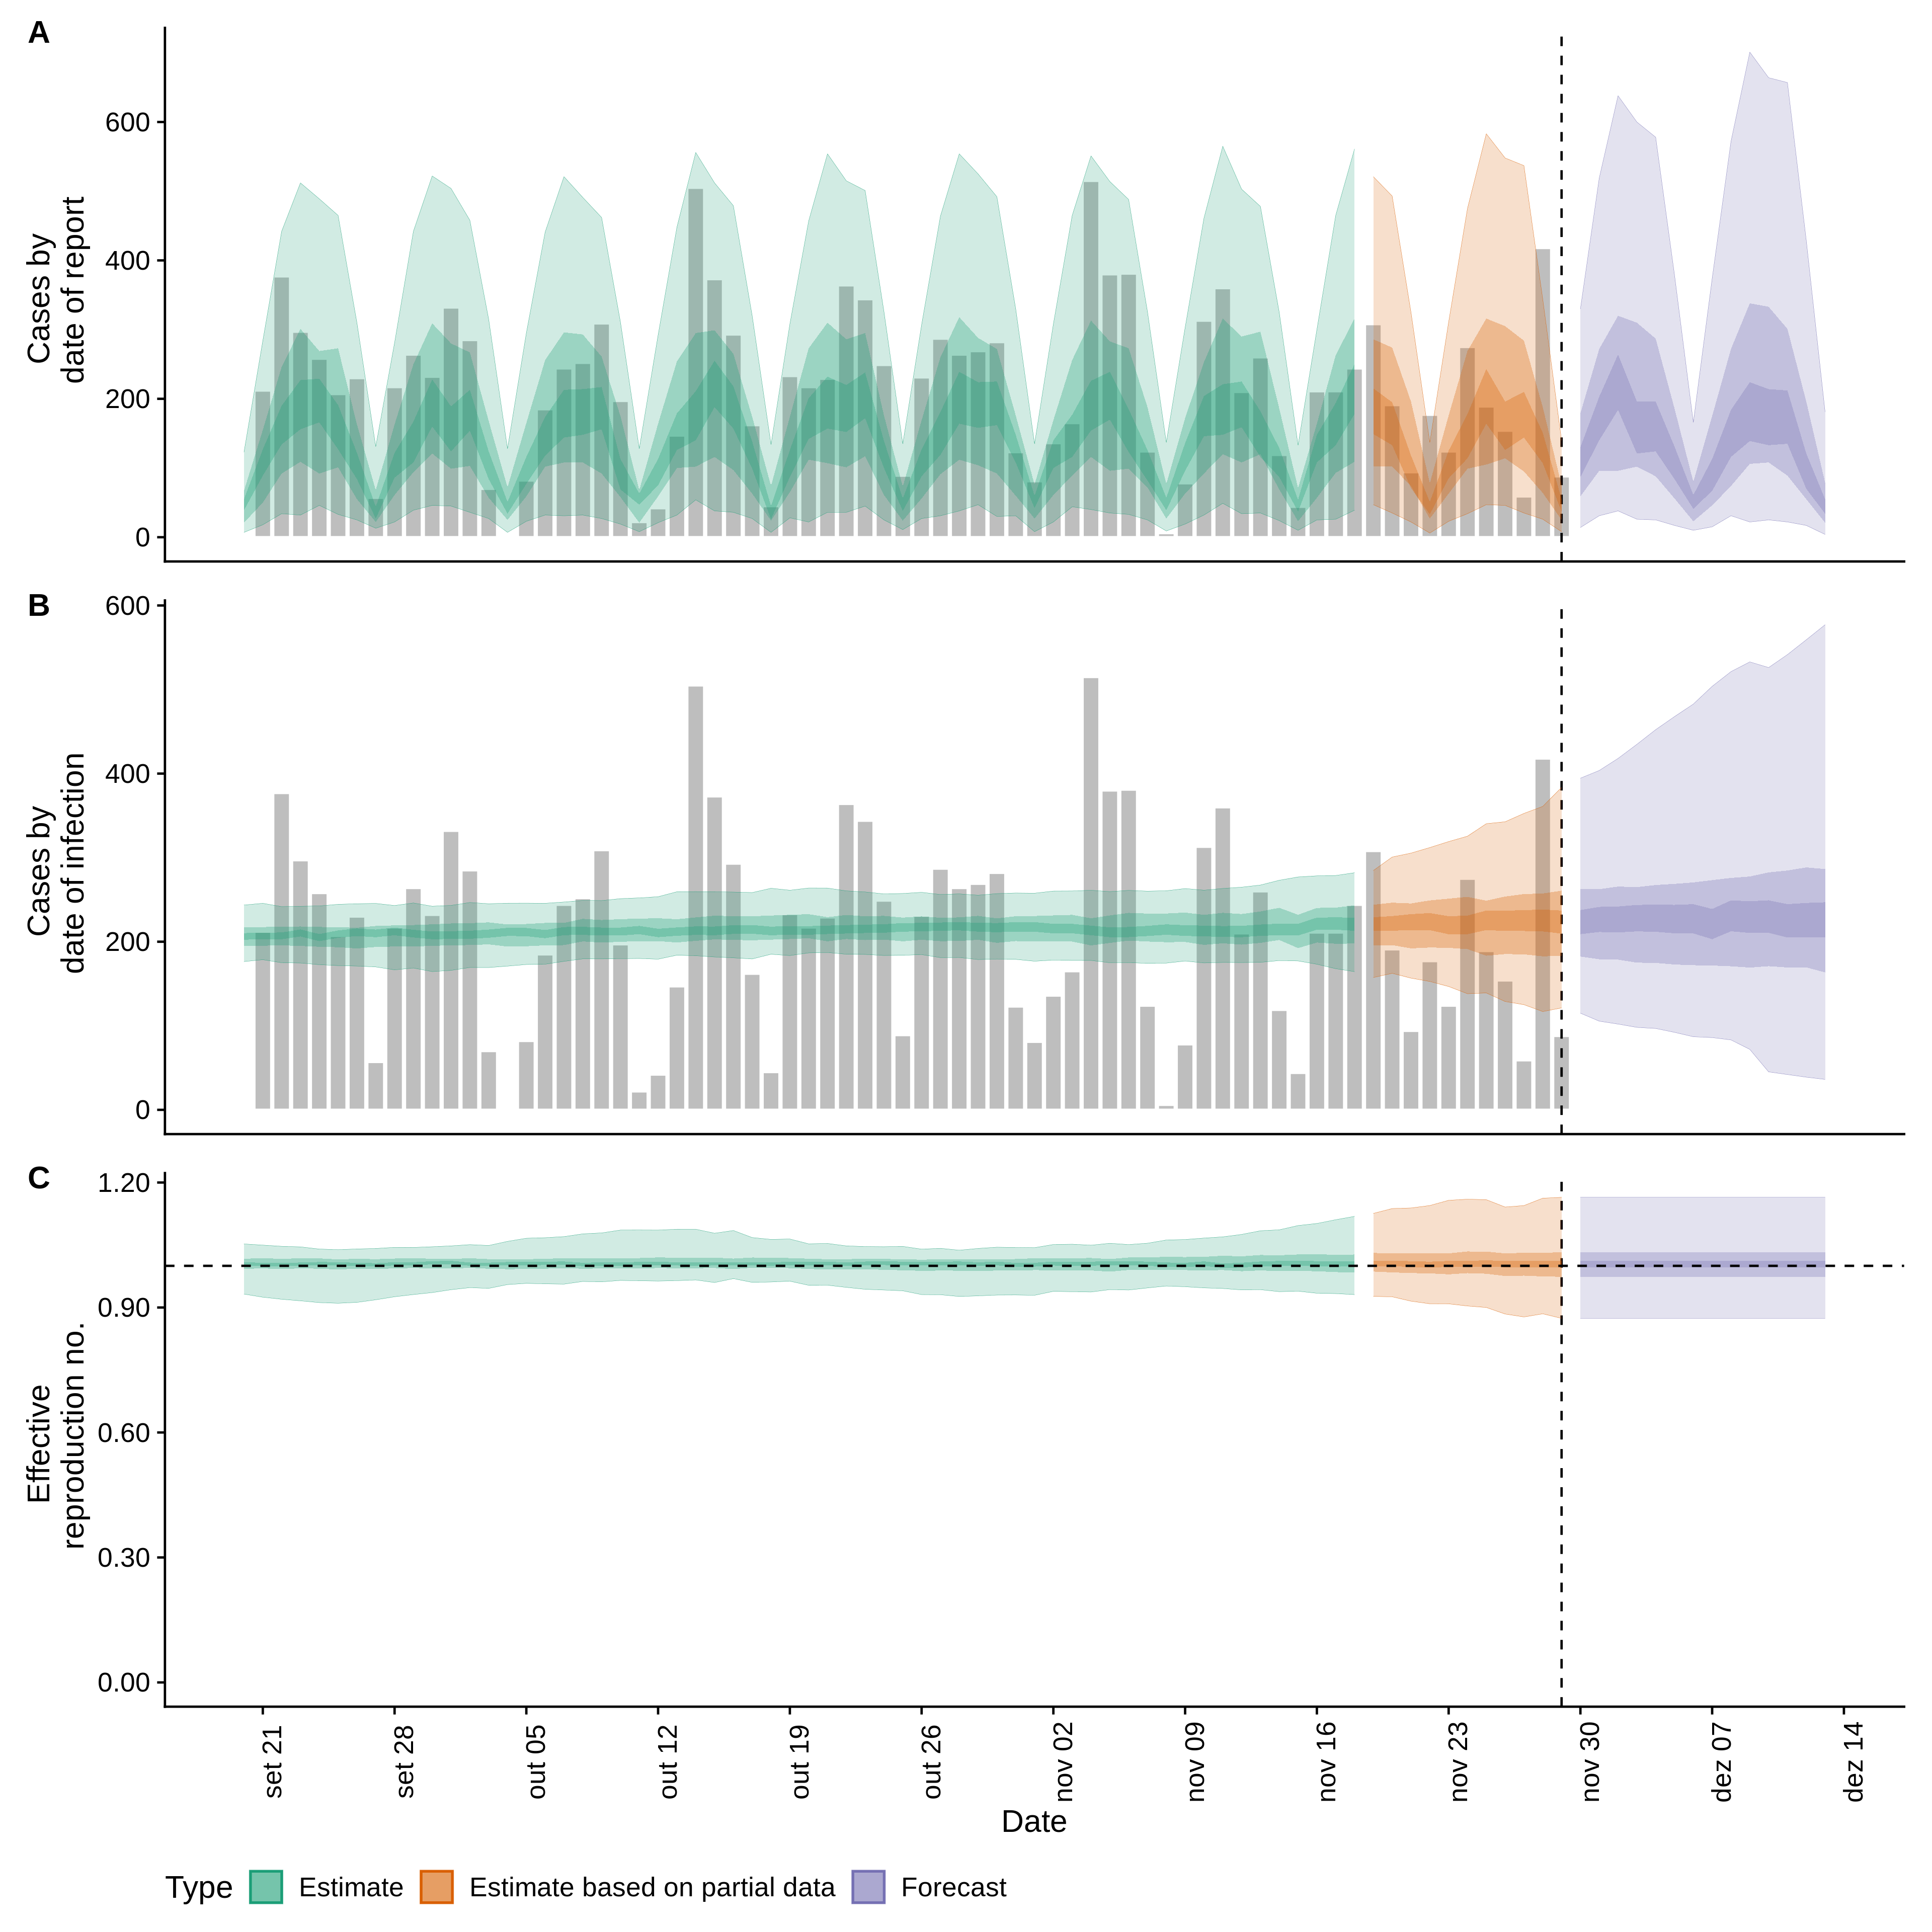 A
Cases by
date of report
600
400
200
0
B
Cases by
date of infection
600
400
200
0
C
Effective
reproduction no.
1.20
0.90
0.60
0.30
0.00
set 21
set 28
out 05
out 12
out 19
out 26
nov 02
nov 09
nov 16
nov 23
nov 30
dez 07
dez 14
Date
Type
Estimate
Estimate based on partial data
Forecast